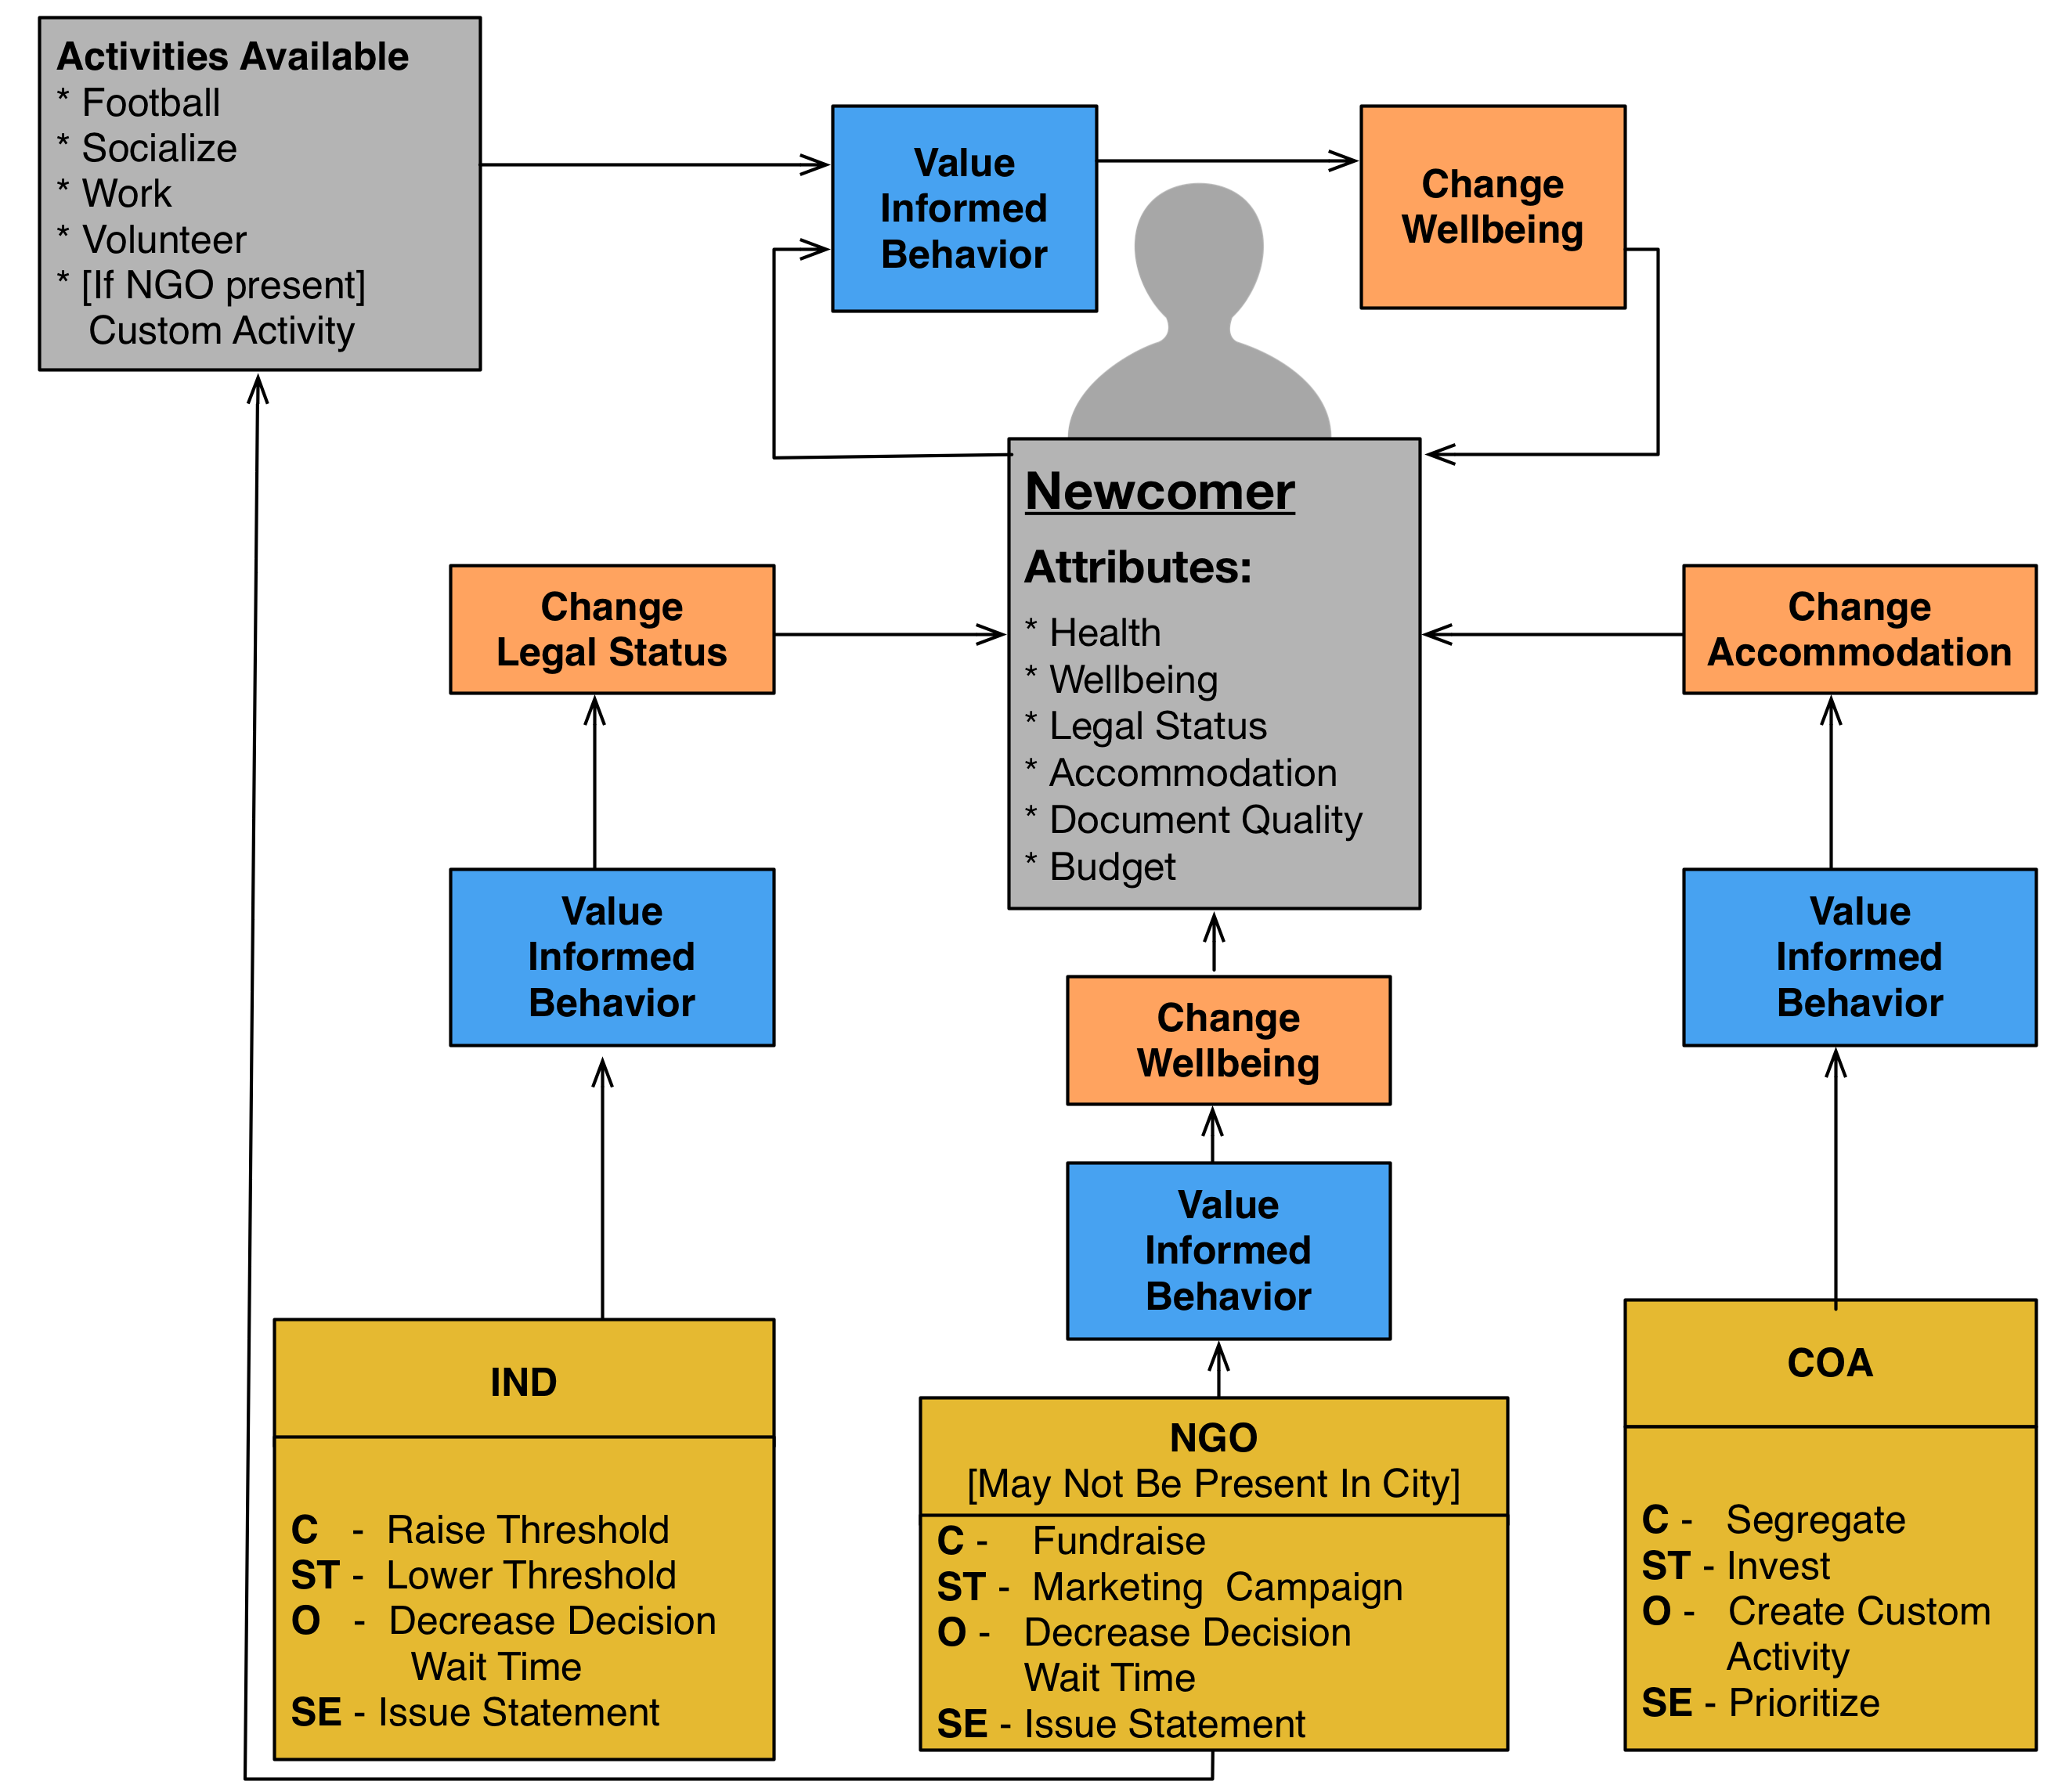 Activities Available
* Football
* Socialize
* Work
* Volunteer
* [If NGO present]
Custom Activity
Value
Informed
Behavior
Change
Wellbeing
Newcomer
Attributes:
* Health
* Wellbeing
* Legal Status
* Accommodation
* Document Quality
* Budget
Change
Legal Status
Change
Accommodation
Value
Informed
Behavior
Value
Informed
Behavior
Change
Wellbeing
Value
Informed
Behavior
IND
C - Raise Threshold
ST - Lower Threshold
O - Decrease Decision
Wait Time
SE - Issue Statement
NGO
[May Not Be Present In City]
C - Fundraise
ST - Marketing Campaign
O - Decrease Decision
Wait Time
SE - Issue Statement
COA
C - Segregate
ST - Invest
O - Create Custom
Activity
SE - Prioritize